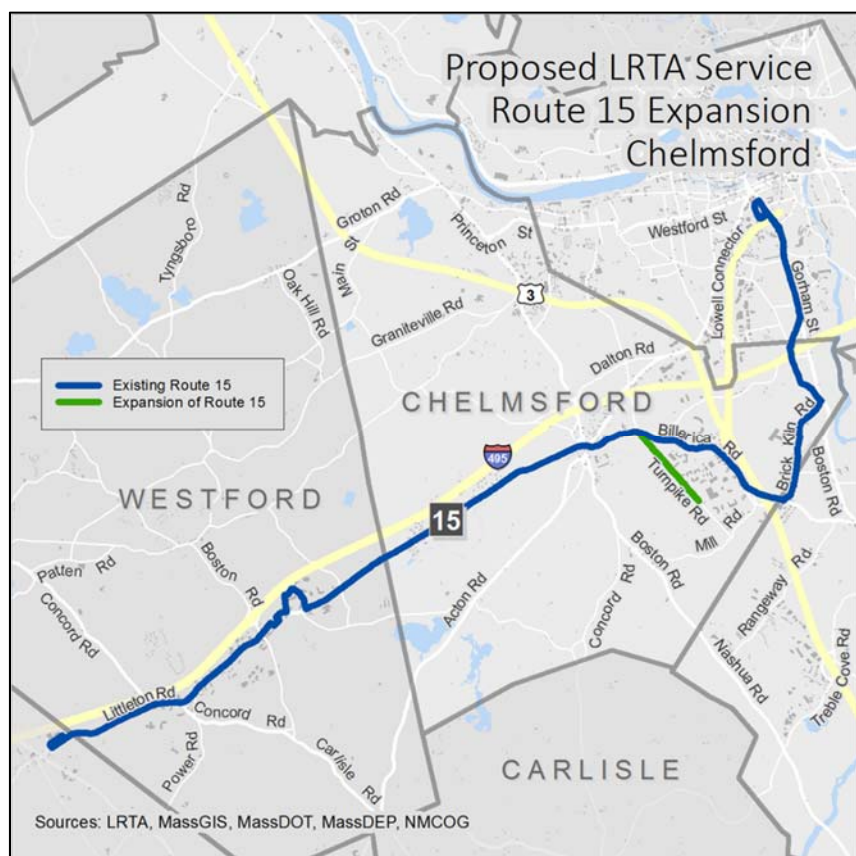 Proposed LRTA Service
Route 15 Expansion
Chelmsford
Tyngsboro Rd
Groton Rd
Princeton St
Westford St
Lowell Connector
Gorham St
Oak Hill Rd
Main St
3
Graniteville Rd
Dalton Rd
Existing Route 15
Expansion of Route 15
CHELMSFORD
Billerica Rd
Brick Kiln Rd
Boston Rd
495
Turnpike Rd
WESTFORD
15
Mill Rd
Boston Rd
Patten Rd
Boston Rd
Concord Rd
Acton Rd
Concord Rd
Rangeway Rd.
Nashua Rd
Treble Cove Rd
Littleton Rd
Concord Rd
Power Rd
Carlisle Rd
CARLISLE
Sources: LRTA, MassGIS, MassDOT, MassDEP, NMCOG